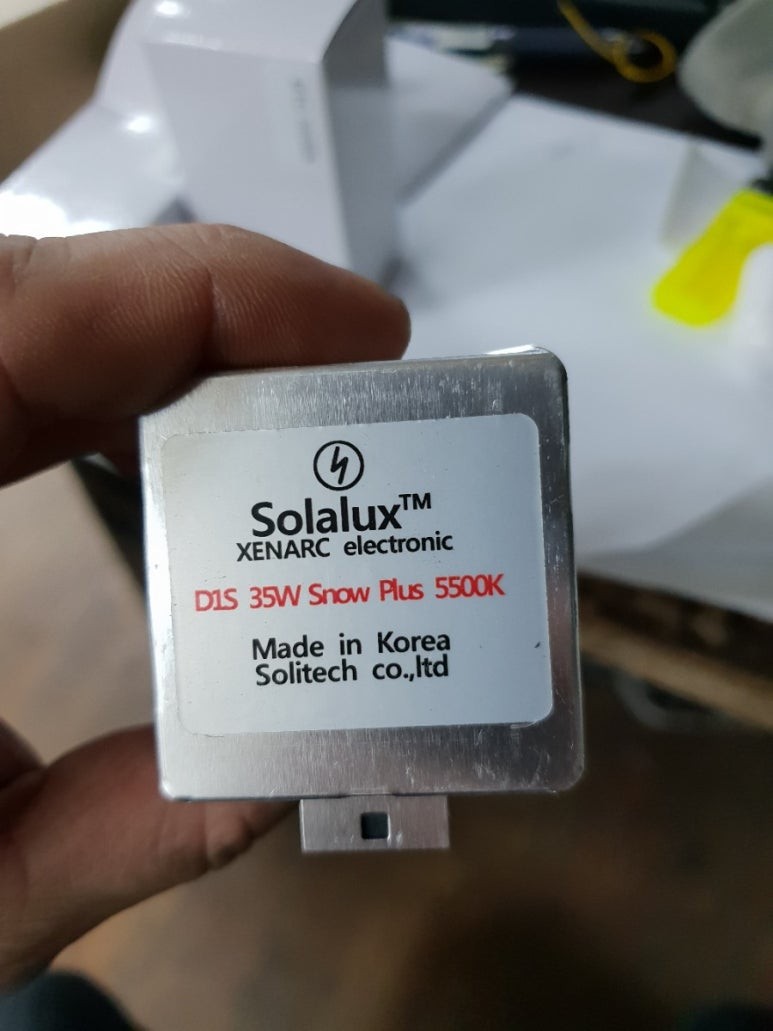 Solalux™
XENARC electronic
D1S 35W Snow Plus 5500K
Made in Korea
Solitech co.,ltd